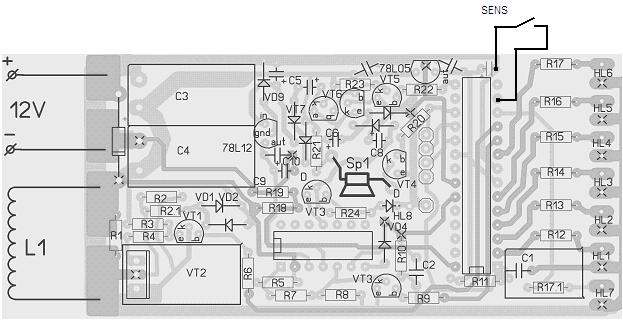 SENS
+
12V
–
L1
C3
C4
VD9
C5
78L12
gnd
aut
VT7
VT6
e
k
b
R23
VT5
e
k
b
78L05
aut
R22
R20
C6
C8
C10
R21
Sp1
VT4
k
b
e
R17
HL6
R16
HL5
R15
HL4
R14
HL3
R13
HL2
R12
HL1
HL7
C1
R17.1
C9
R19
R18
D
VT3
e
k
b
R24
D
HL8
VD4
R2
R2.1
R3
R4
R1
VT1
e
k
b
VD1
VD2
VT2
R6
R5
R7
R8
VT3
e
k
b
R10
C2
R9
R11